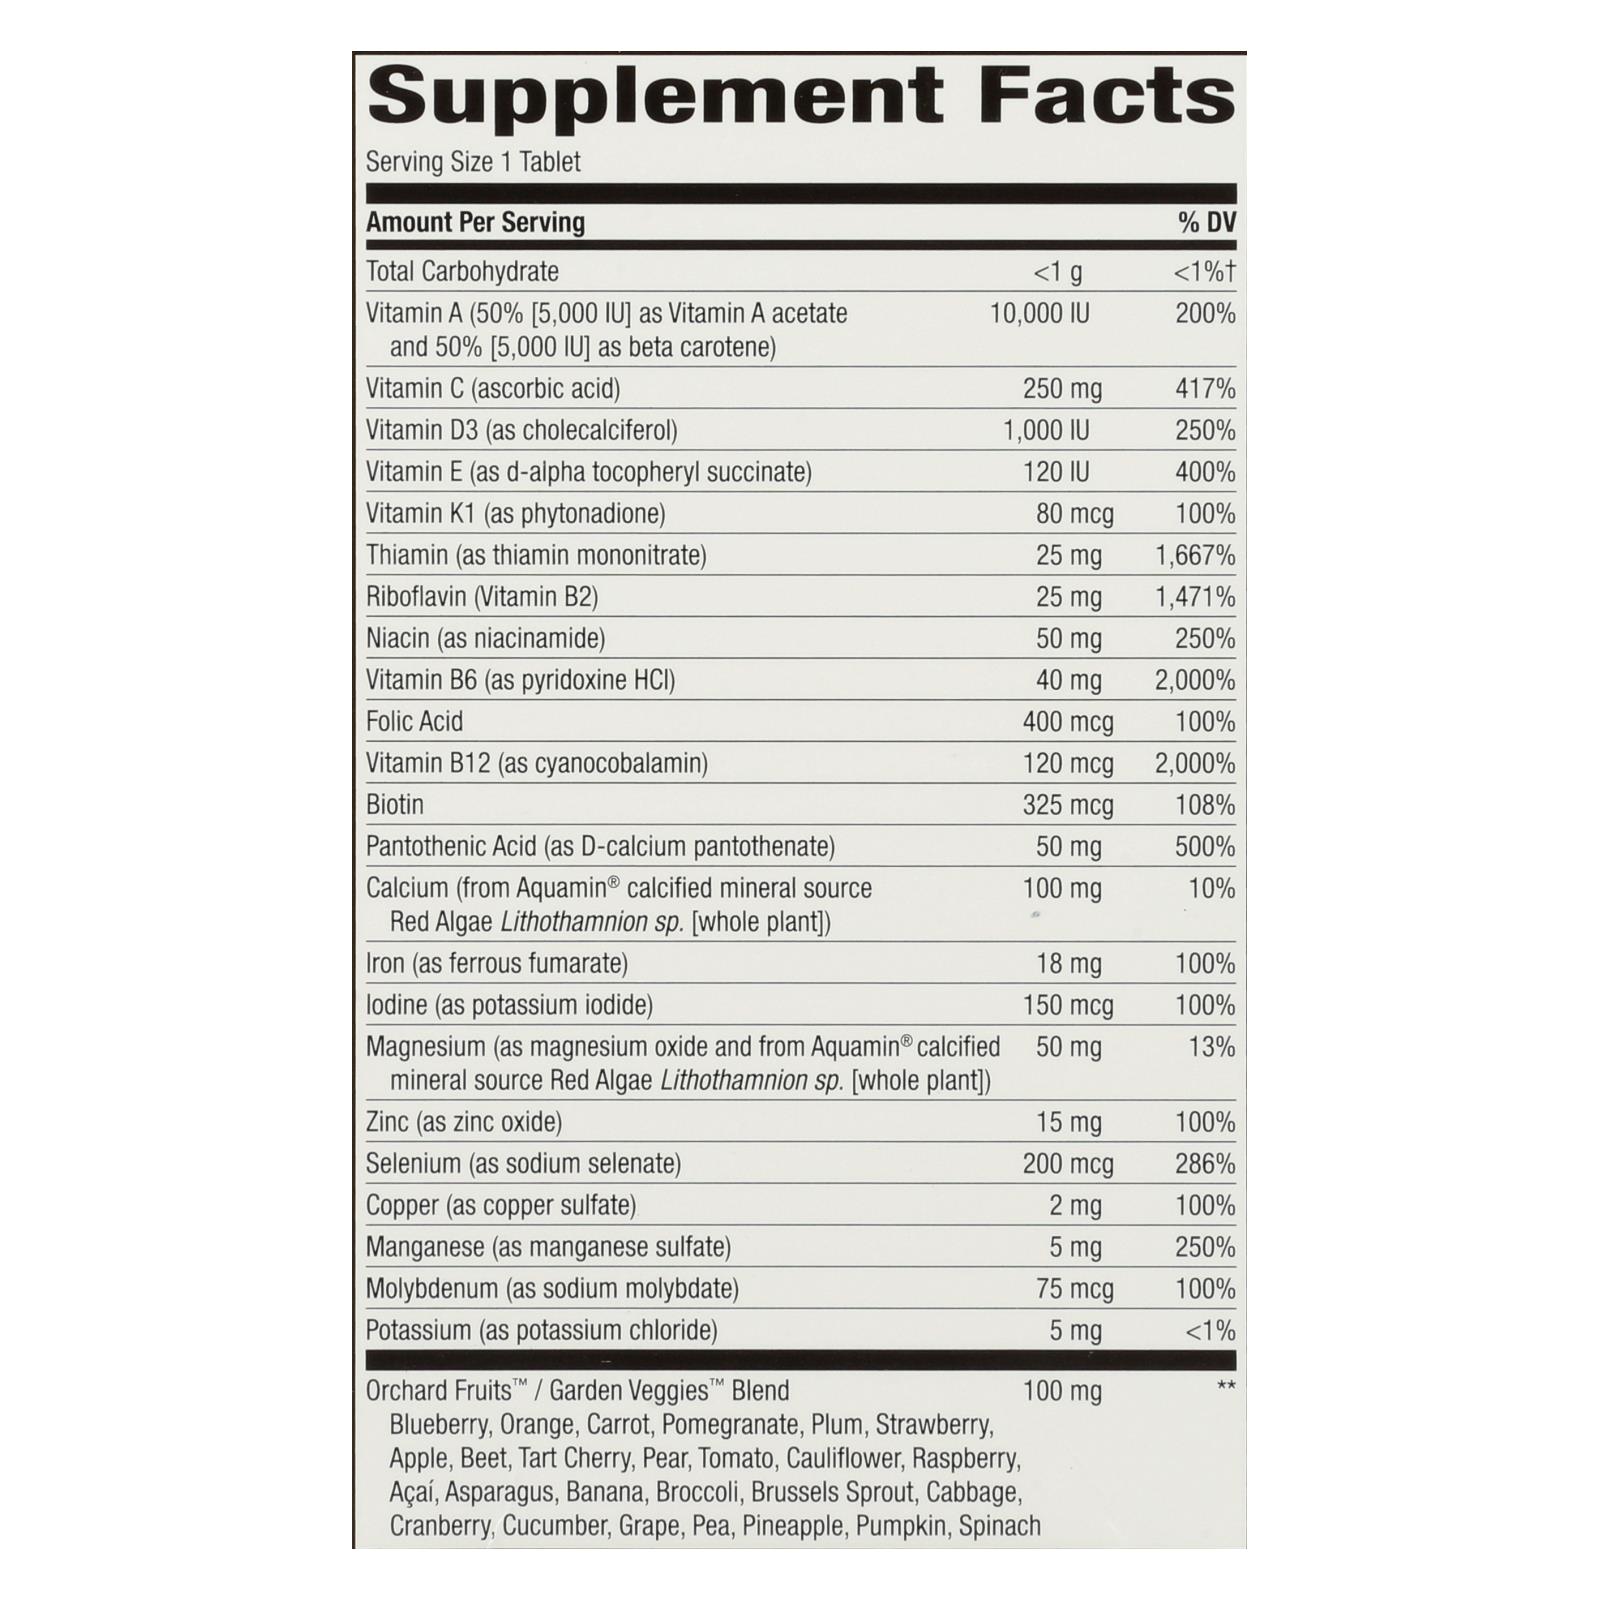 Supplement Facts
Serving Size 1 Tablet
Amount Per Serving % DV
Total Carbohydrate <1 g <1%†
Vitamin A (50% [5,000 IU] as Vitamin A acetate 10,000 IU 200%
and 50% [5,000 IU] as beta carotene)
Vitamin C (ascorbic acid) 250 mg 417%
Vitamin D3 (as cholecalciferol) 1,000 IU 250%
Vitamin E (as d-alpha tocopheryl succinate) 120 IU 400%
Vitamin K1 (as phytonadione) 80 mcg 100%
Thiamin (as thiamin mononitrate) 25 mg 1,667%
Riboflavin (Vitamin B2) 25 mg 1,471%
Niacin (as niacinamide) 50 mg 250%
Vitamin B6 (as pyridoxine HCl) 40 mg 2,000%
Folic Acid 400 mcg 100%
Vitamin B12 (as cyanocobalamin) 120 mcg 2,000%
Biotin 325 mcg 108%
Pantothenic Acid (as D-calcium pantothenate) 50 mg 500%
Calcium (from Aquamin® calcified mineral source 100 mg 10%
Red Algae Lithothamnion sp. [whole plant])
Iron (as ferrous fumarate) 18 mg 100%
Iodine (as potassium iodide) 150 mcg 100%
Magnesium (as magnesium oxide and from Aquamin® calcified 50 mg 13%
mineral source Red Algae Lithothamnion sp. [whole plant])
Zinc (as zinc oxide) 15 mg 100%
Selenium (as sodium selenate) 200 mcg 286%
Copper (as copper sulfate) 2 mg 100%
Manganese (as manganese sulfate) 5 mg 250%
Molybdenum (as sodium molybdate) 75 mcg 100%
Potassium (as potassium chloride) 5 mg <1%
Orchard Fruits™ / Garden Veggies™ Blend 100 mg **
Blueberry, Orange, Carrot, Pomegranate, Plum, Strawberry,
Apple, Beet, Tart Cherry, Pear, Tomato, Cauliflower, Raspberry,
Açaí, Asparagus, Banana, Broccoli, Brussels Sprout, Cabbage,
Cranberry, Cucumber, Grape, Pea, Pineapple, Pumpkin, Spinach